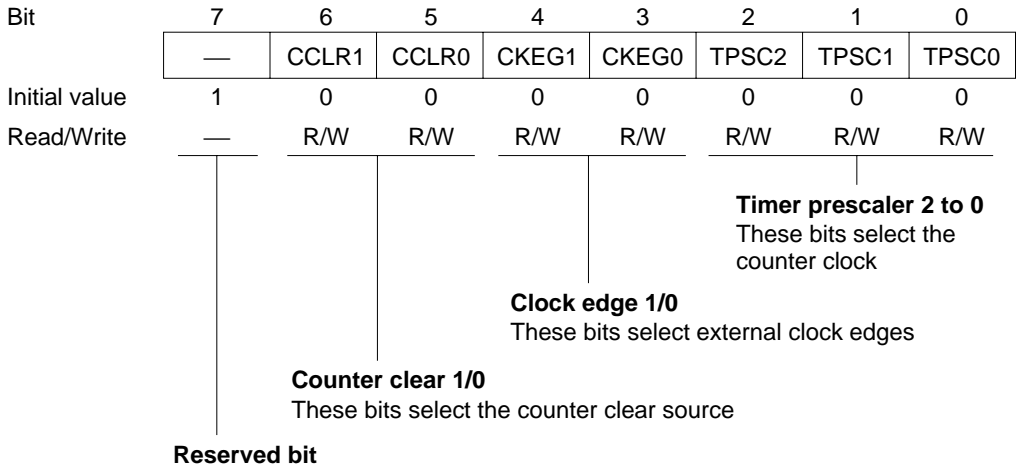 Bit 7 6 5 4 3 2 1 0
— CCLR1 CCLR0 CKEG1 CKEG0 TPSC2 TPSC1 TPSC0
Initial value 1 0 0 0 0 0 0 0
Read/Write — R/W R/W R/W R/W R/W R/W R/W
Timer prescaler 2 to 0
These bits select the
counter clock
Clock edge 1/0
These bits select external clock edges
Counter clear 1/0
These bits select the counter clear source
Reserved bit